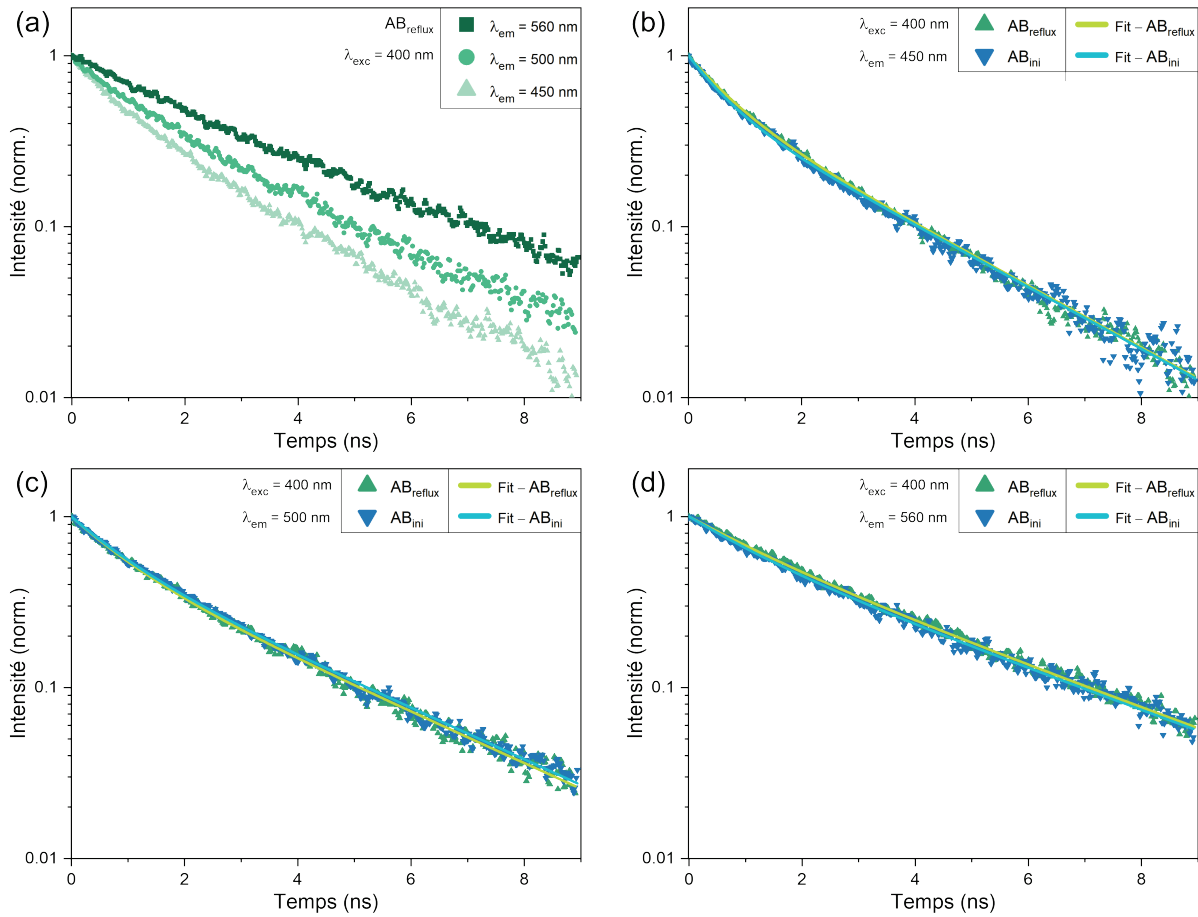 (a)
AB_reflux
λ_exc = 400 nm
λ_em = 560 nm
λ_em = 500 nm
λ_em = 450 nm
Intensité (norm.)
1
0.1
0.01
0 2 4 6 8
Temps (ns)
(b)
λ_exc = 400 nm
λ_em = 450 nm
AB_reflux
AB_ini
Fit – AB_reflux
Fit – AB_ini
Intensité (norm.)
1
0.1
0.01
0 2 4 6 8
Temps (ns)
(c)
λ_exc = 400 nm
λ_em = 500 nm
AB_reflux
AB_ini
Fit – AB_reflux
Fit – AB_ini
Intensité (norm.)
1
0.1
0.01
0 2 4 6 8
Temps (ns)
(d)
λ_exc = 400 nm
λ_em = 560 nm
AB_reflux
AB_ini
Fit – AB_reflux
Fit – AB_ini
Intensité (norm.)
1
0.1
0.01
0 2 4 6 8
Temps (ns)